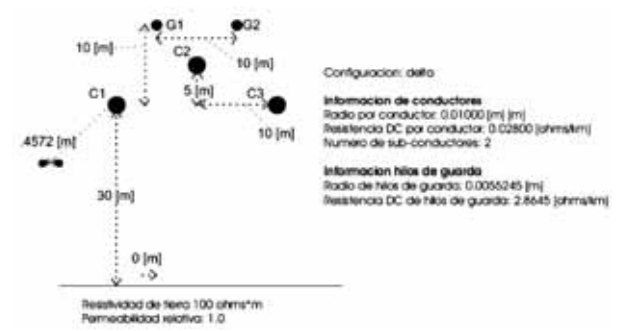 G1
G2
10 [m]
C2
10 [m]
C1
5 [m]
C3
.4572 [m]
10 [m]
30 [m]
0 [m]
Resistividad de tierra 100 ohms*m
Permeabilidad relativa: 1.0
Configuracion: delta
Informacion de conductores
Radio por conductor: 0.01000 [m] [m]
Resistencia DC por conductor: 0.02800 [ohms/km]
Numero de sub-conductores: 2
Informacion hilos de guarda
Radio de hilos de guarda: 0.0055245 [m]
Resistencia DC de hilos de guarda: 2.8645 [ohms/km]